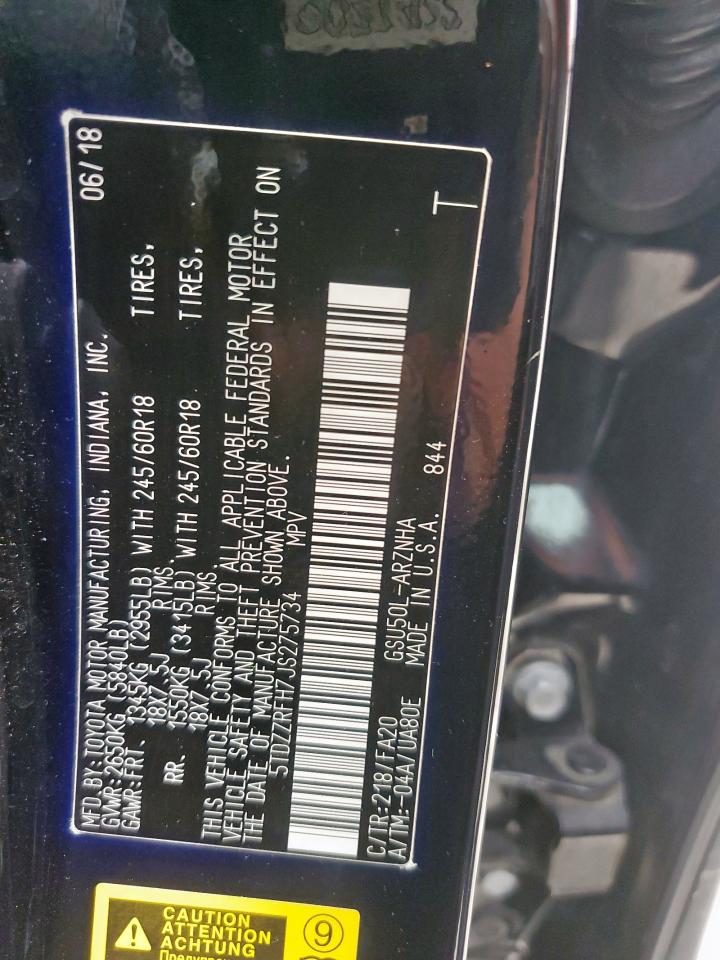 MFD. BY: TOYOTA MOTOR MANUFACTURING, INDIANA, INC. 06/18
GVWR: 2650KG (5840LB)
GAWR: FRT. 1345KG (2955LB) WITH 245/60R18 TIRES,
18X7.5J RIMS,
RR. 1550KG (3415LB) WITH 245/60R18 TIRES,
18X7.5J RIMS.
THIS VEHICLE CONFORMS TO ALL APPLICABLE FEDERAL MOTOR
VEHICLE SAFETY AND THEFT PREVENTION STANDARDS IN EFFECT ON
THE DATE OF MANUFACTURE SHOWN ABOVE.
5TDZZRFH7JS275734 MPV
C/TR:218/FA20 GSU50L-ARZNHA
A/TM:-04A/UA80E MADE IN U.S.A. 844
T
CAUTION
ATTENTION
ACHTUNG
9